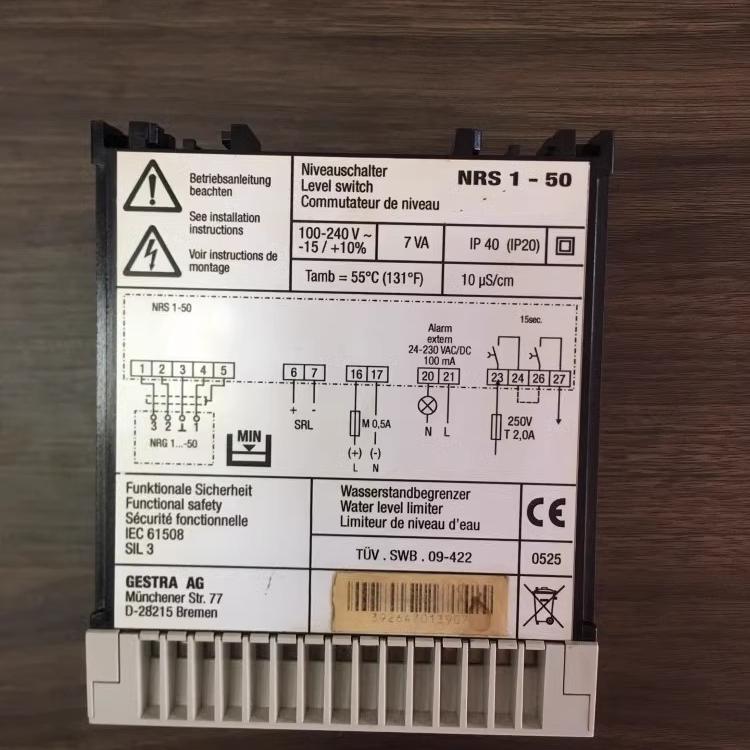 Betriebsanleitung
beachten
See installation
instructions
Voir instructions de
montage
Niveauschalter
Level switch
Commutateur de niveau
NRS 1 - 50
100-240 V ~
-15 / +10%
7 VA
IP 40 (IP20)
Tamb = 55°C (131°F)
10 µS/cm
NRS 1-50
Alarm
extern
24-230 VAC/DC
100 mA
15sec.
1 2 3 4 5
6 7
16 17
20 21
23 24 26 27
3 2 ⊥ 1
NRG 1...-50
MIN
+ -
SRL
M 0,5A
(+) (-)
L N
N L
250V
T 2,0A
Funktionale Sicherheit
Functional safety
Sécurité fonctionnelle
IEC 61508
SIL 3
Wasserstandbegrenzer
Water level limiter
Limiteur de niveau d'eau
CE
TÜV . SWB . 09-422
0525
GESTRA AG
Münchener Str. 77
D-28215 Bremen